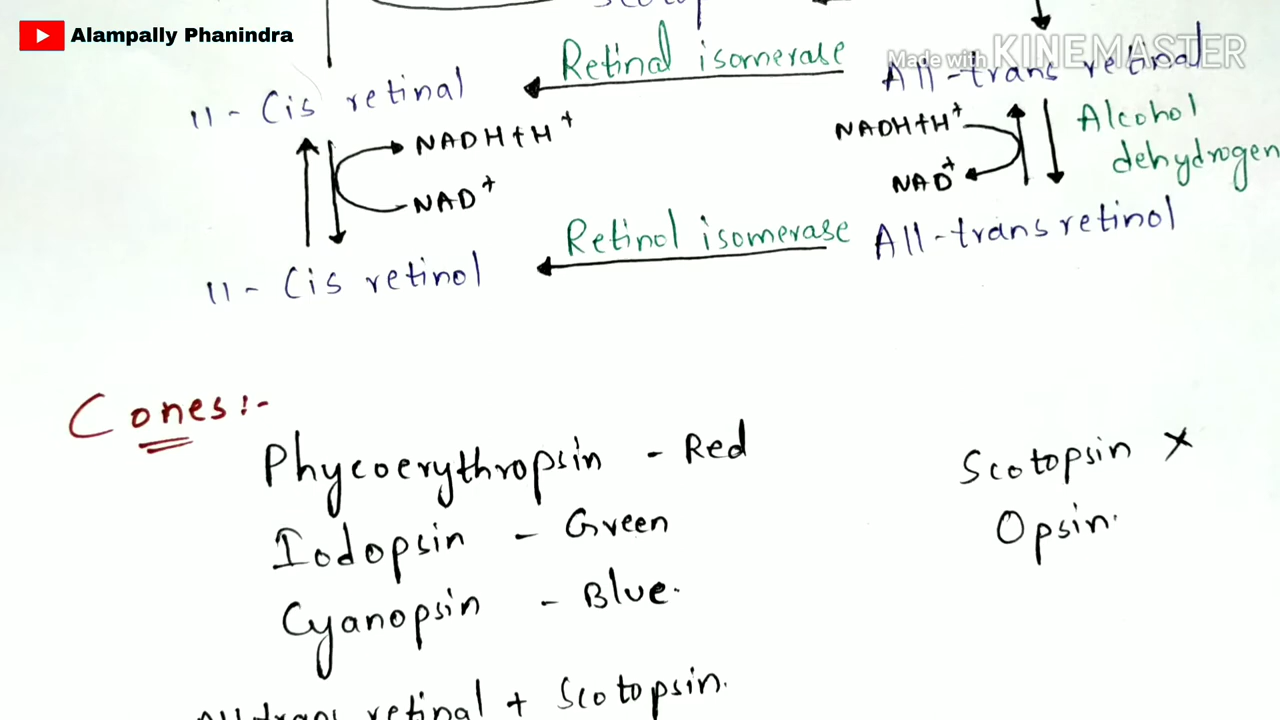 Alampally Phanindra
Made with KINEMASTER
Retinal isomerase
11 - Cis retinal
All-trans retinal
NADH+H+
NADH+H+
Alcohol
dehydrogen
NAD+
NAD+
Retinol isomerase
All-trans retinol
11 - Cis retinol
Cones:-
Phycoerythropsin - Red
Scotopsin x
Iodopsin - Green
Opsin.
Cyanopsin - Blue.
All-trans retinal + Scotopsin.